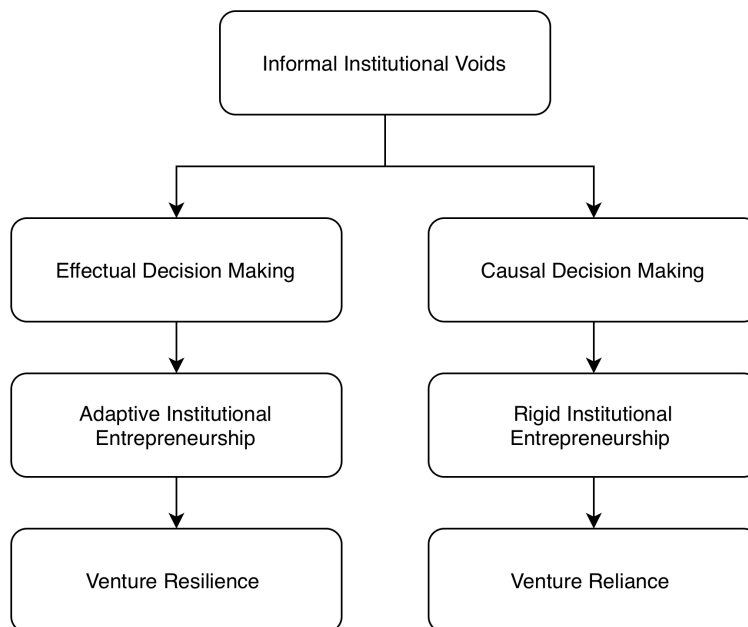 Informal Institutional Voids
Effectual Decision Making
Causal Decision Making
Adaptive Institutional
Entrepreneurship
Rigid Institutional
Entrepreneurship
Venture Resilience
Venture Reliance